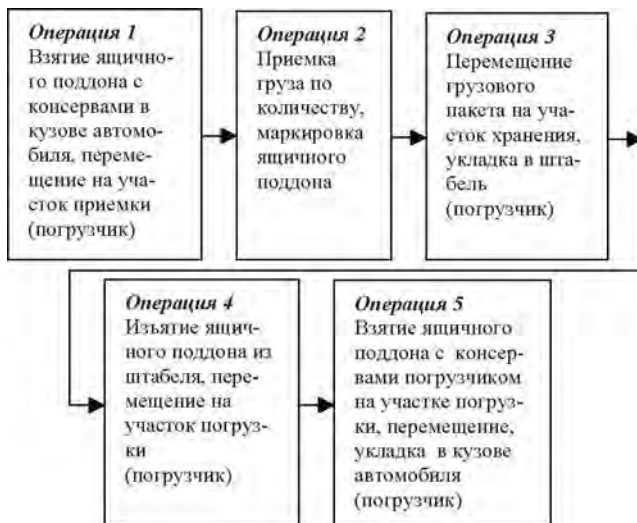 Операция 1
Взятие ящично-
го поддона с
консервами в
кузове автомо-
биля, переме-
щение на уча-
сток приемки
(погрузчик)
Операция 2
Приемка
груза по
количеству,
маркировка
ящичного
поддона
Операция 3
Перемещение
грузового
пакета на уча-
сток хранения,
укладка в шта-
бель
(погрузчик)
Операция 4
Изъятие ящич-
ного поддона из
штабеля, пере-
мещение на
участок погруз-
ки
(погрузчик)
Операция 5
Взятие ящичного
поддона с консер-
вами погрузчиком
на участке погруз-
ки, перемещение,
укладка в кузове
автомобиля
(погрузчик)